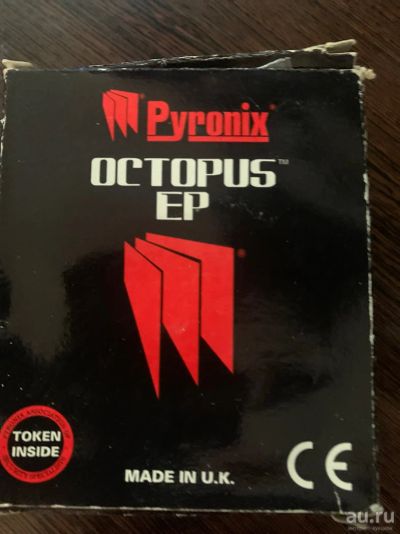 Pyronix®
OCTOPUS™
EP
®
TOKEN
INSIDE
MADE IN U.K.
CE
au.ru